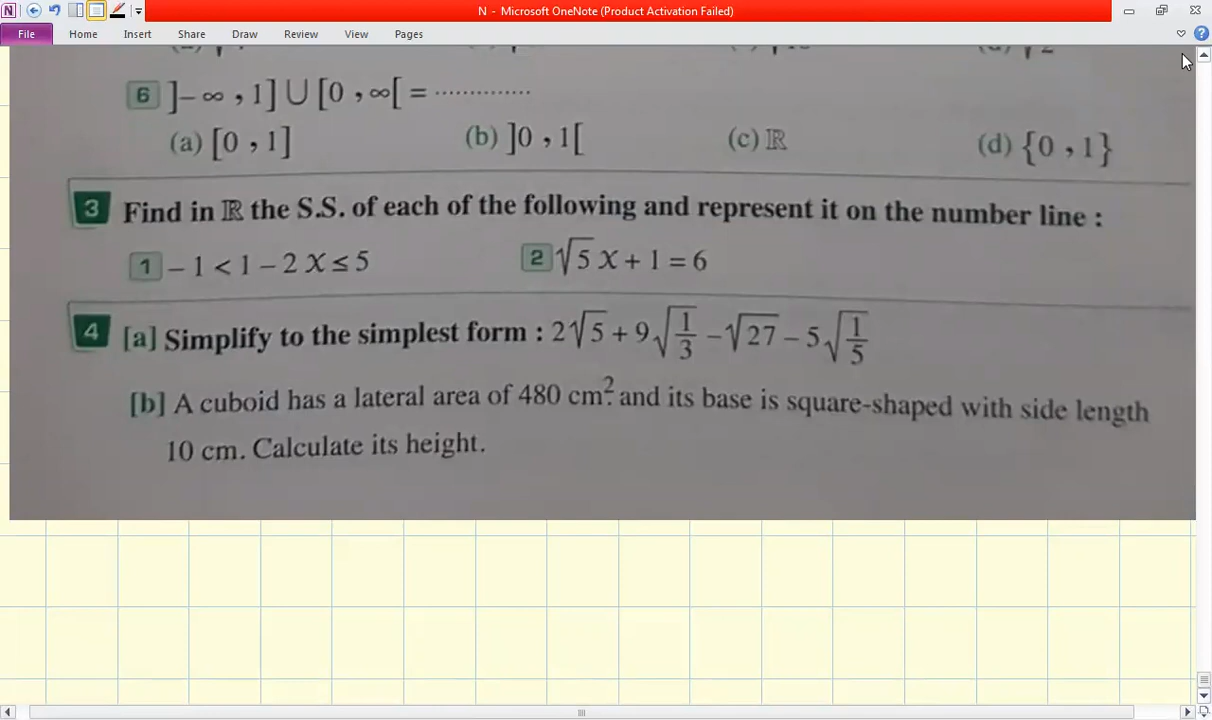 N - Microsoft OneNote (Product Activation Failed)
File Home Insert Share Draw Review View Pages
6 ]–∞ , 1] ∪ [0 , ∞[ = ··············
(a) [0 , 1] (b) ]0 , 1[ (c) ℝ (d) {0 , 1}
3 Find in ℝ the S.S. of each of the following and represent it on the number line :
1 – 1 < 1 – 2 X ≤ 5 2 √5 X + 1 = 6
4 [a] Simplify to the simplest form : 2√5 + 9√(1/3) – √27 – 5√(1/5)
[b] A cuboid has a lateral area of 480 cm². and its base is square-shaped with side length
10 cm. Calculate its height.